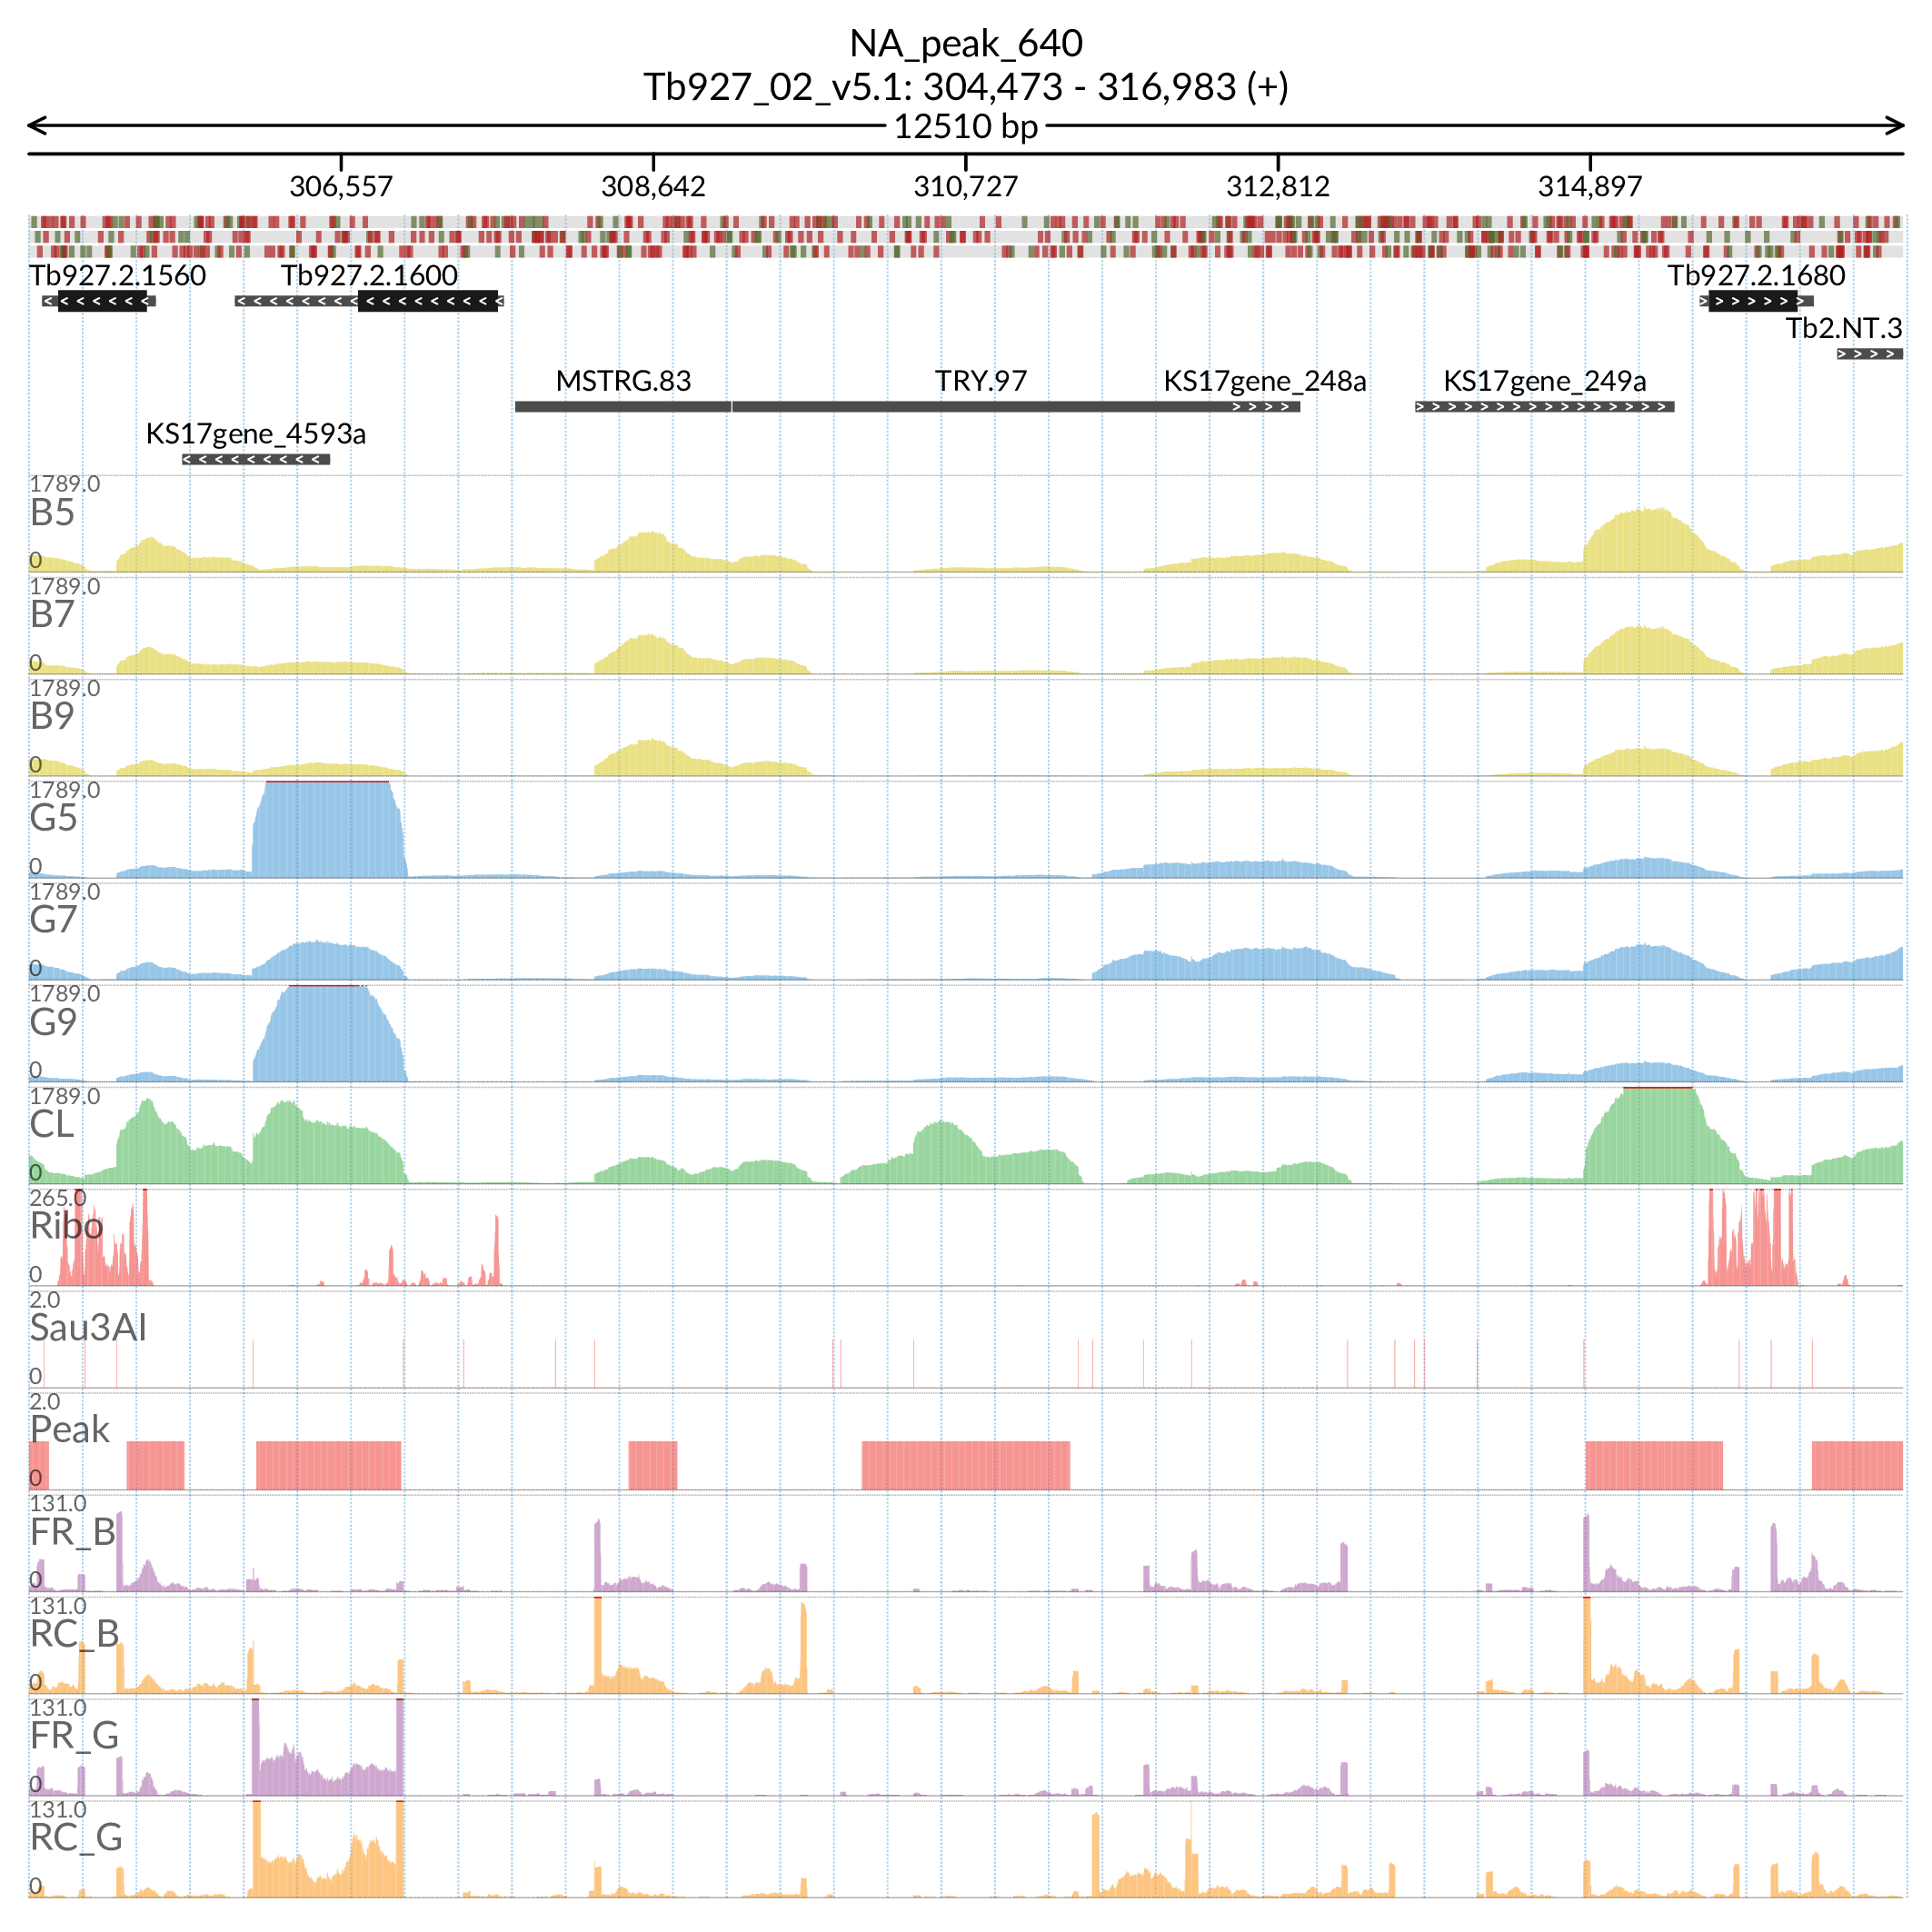 NA_peak_640
Tb927_02_v5.1: 304,473 - 316,983 (+)
12510 bp
306,557 308,642 310,727 312,812 314,897
Tb927.2.1560 Tb927.2.1600 Tb927.2.1680
Tb2.NT.3
MSTRG.83 TRY.97 KS17gene_248a KS17gene_249a
KS17gene_4593a
1789.0
B5
0
1789.0
B7
0
1789.0
B9
0
1789.0
G5
0
1789.0
G7
0
1789.0
G9
0
1789.0
CL
0
265.0
Ribo
0
2.0
Sau3AI
0
2.0
Peak
0
131.0
FR_B
0
131.0
RC_B
0
131.0
FR_G
0
131.0
RC_G
0